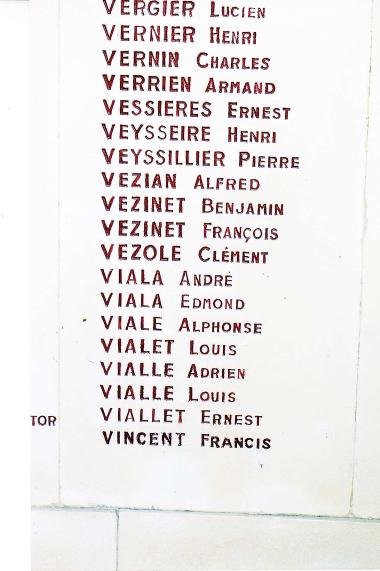 VERGIER LUCIEN
VERNIER HENRI
VERNIN CHARLES
VERRIEN ARMAND
VESSIERES ERNEST
VEYSSEIRE HENRI
VEYSSILLIER PIERRE
VEZIAN ALFRED
VEZINET BENJAMIN
VEZINET FRANÇOIS
VEZOLE CLÉMENT
VIALA ANDRÉ
VIALA EDMOND
VIALE ALPHONSE
VIALET LOUIS
VIALLE ADRIEN
VIALLE LOUIS
VIALLET ERNEST
VINCENT FRANCIS
TOR